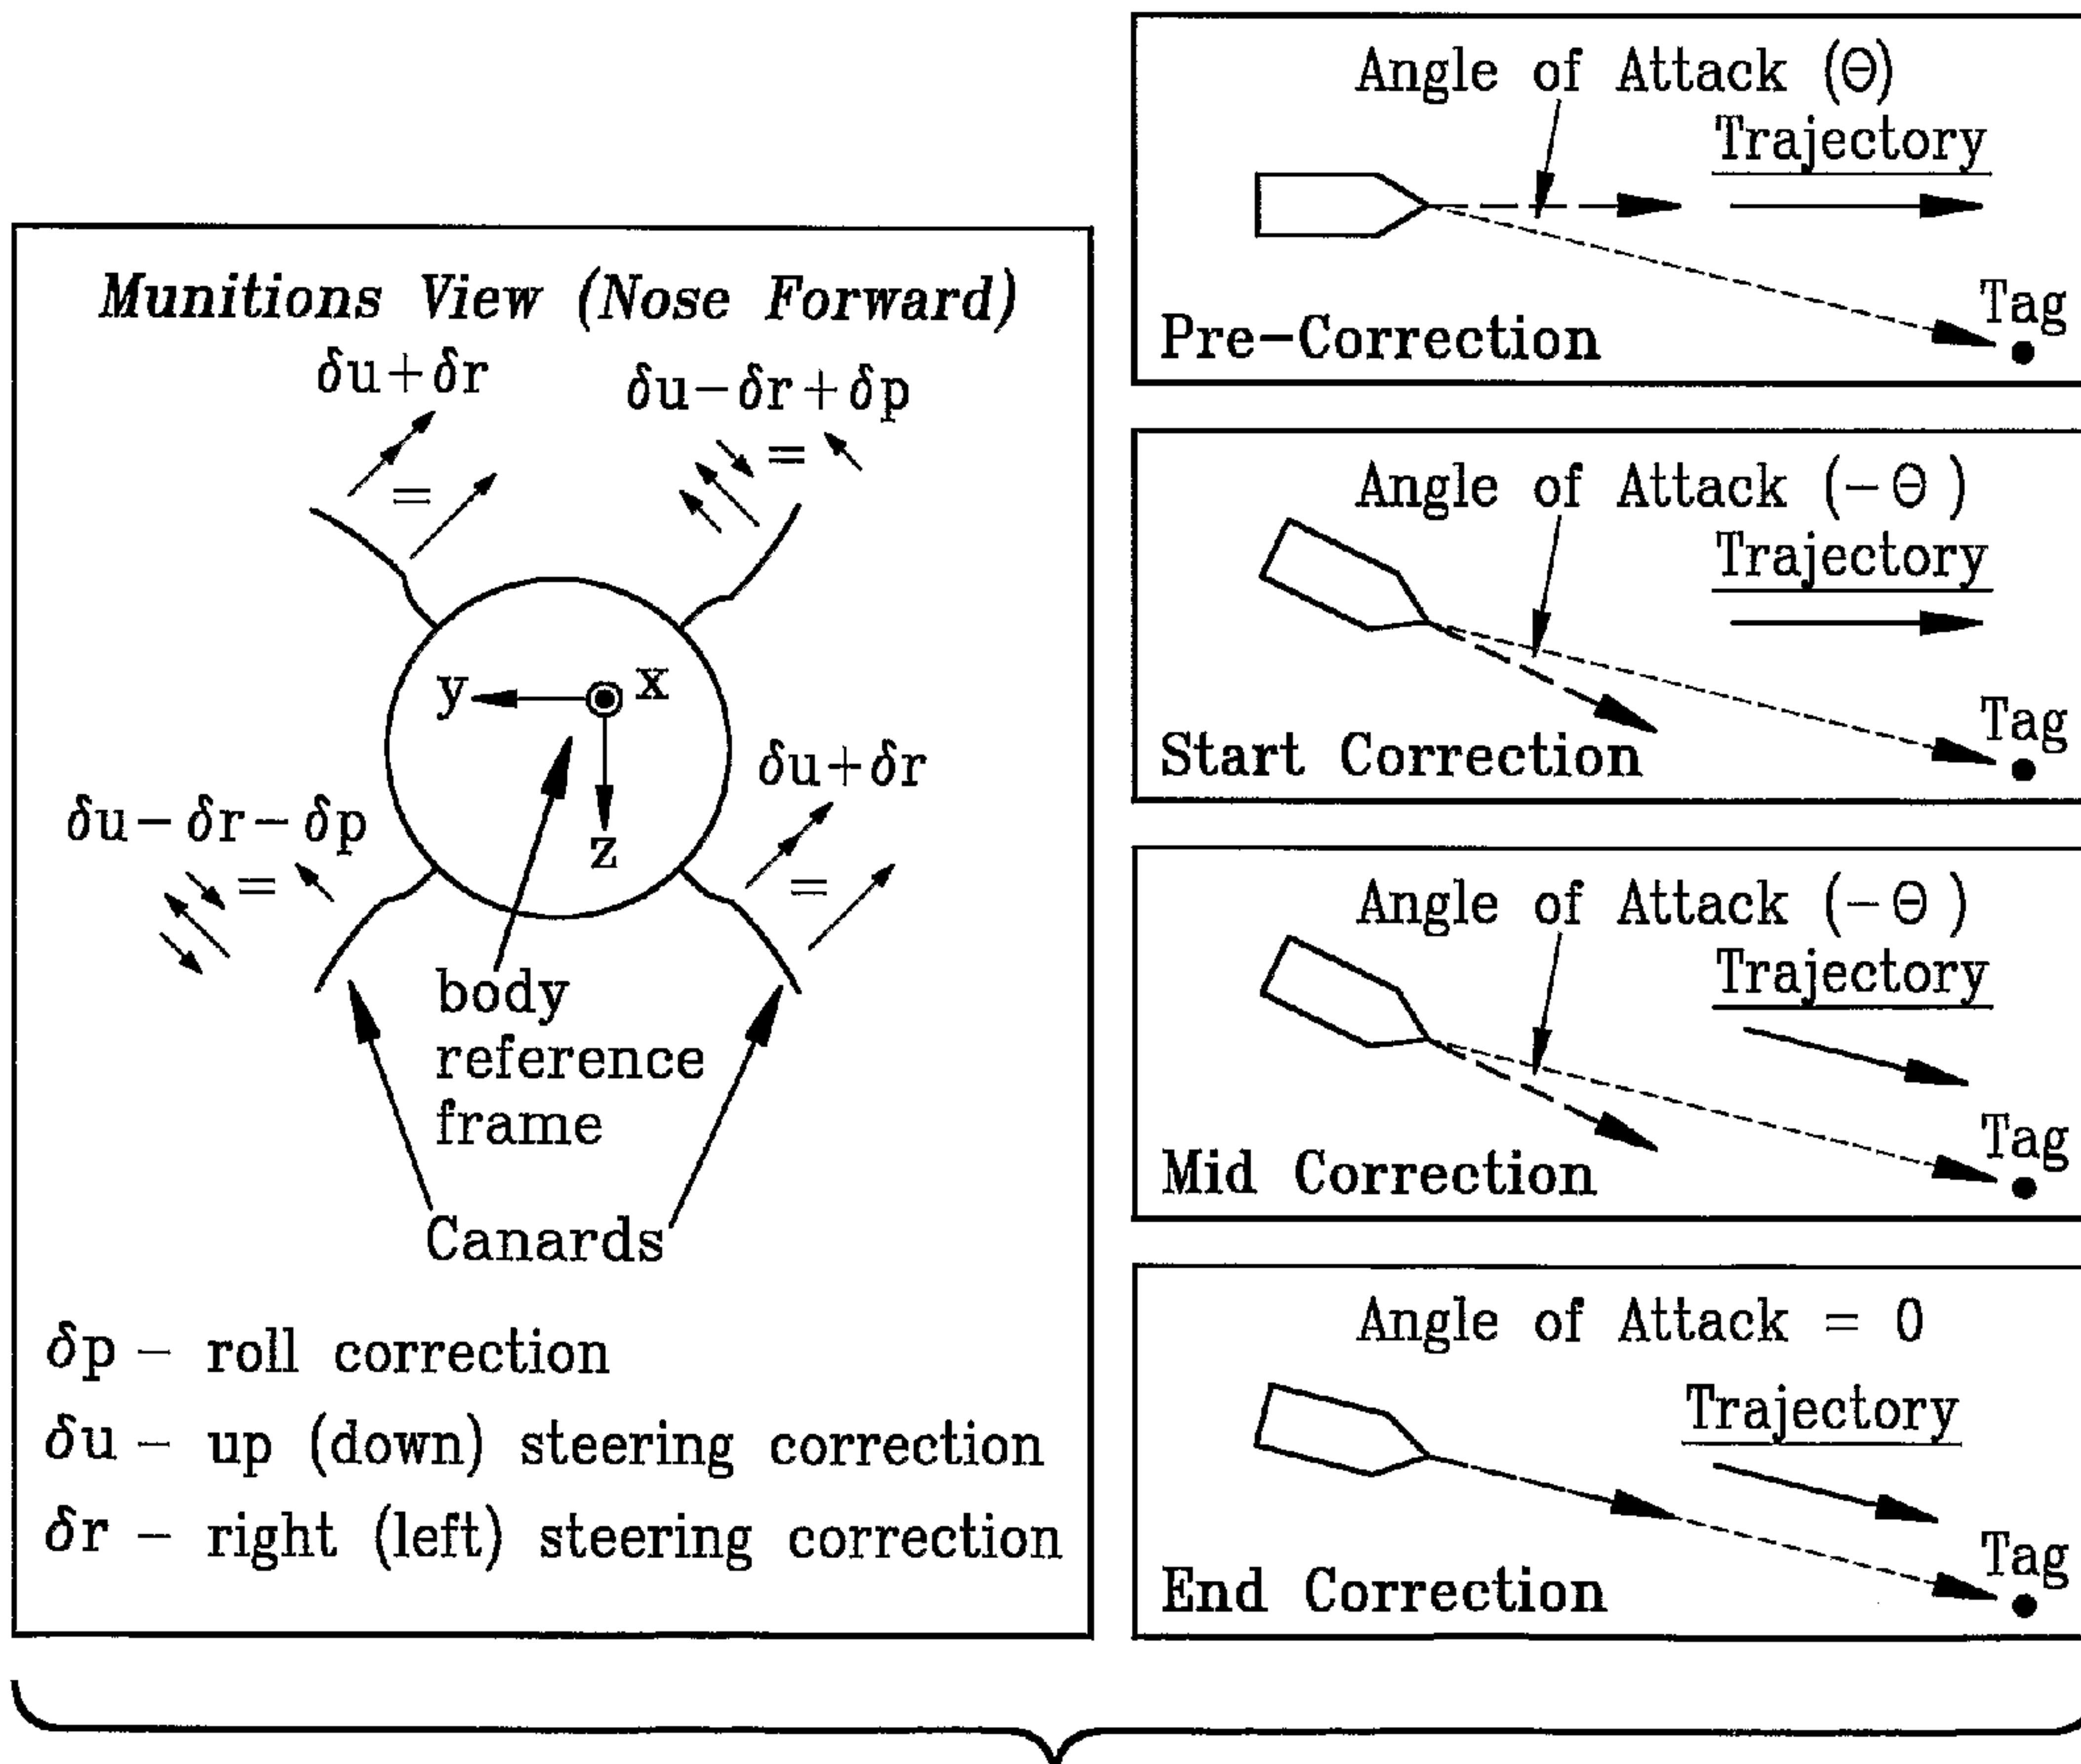 Munitions View (Nose Forward)
δu+δr
δu−δr+δp
=
=
y
x
z
δu+δr
=
δu−δr−δp
=
body
reference
frame
Canards
δp − roll correction
δu − up (down) steering correction
δr − right (left) steering correction
Angle of Attack (Θ)
Trajectory
Tag
Pre-Correction
Angle of Attack (−Θ)
Trajectory
Tag
Start Correction
Angle of Attack (−Θ)
Trajectory
Tag
Mid Correction
Angle of Attack = 0
Trajectory
Tag
End Correction